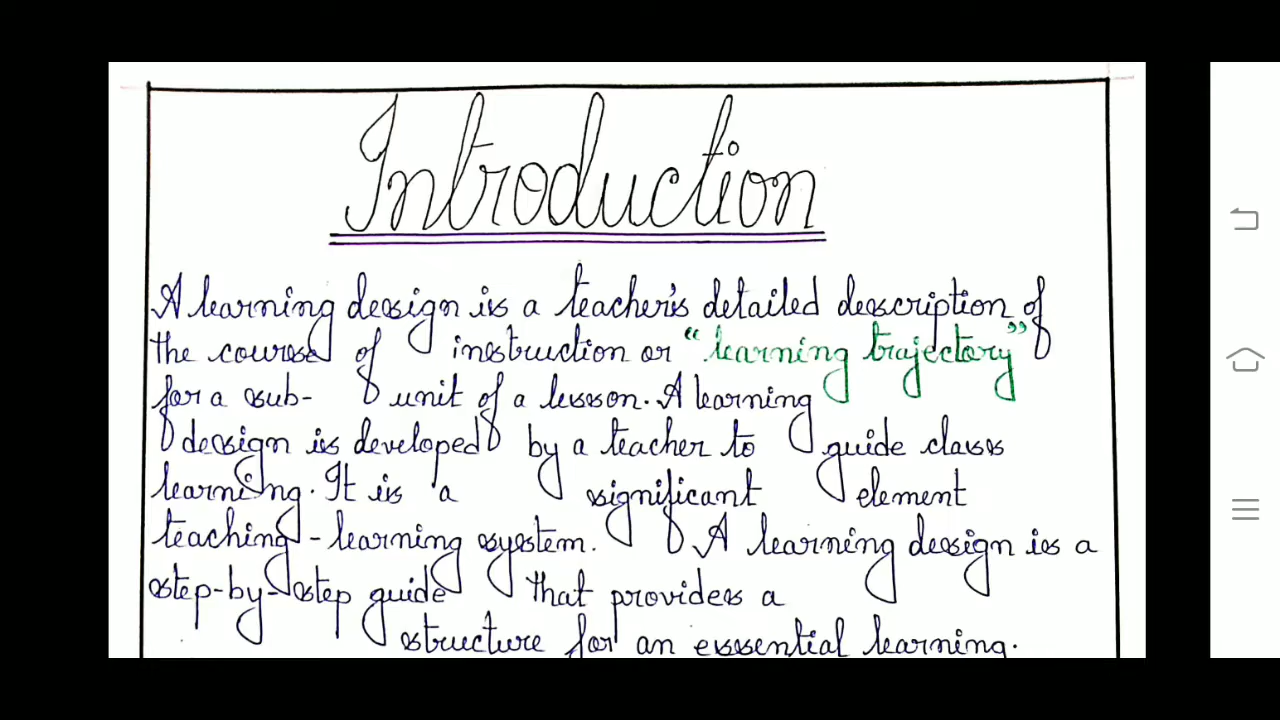 Introduction
A learning design is a teacher's detailed description of
the course of instruction or "learning trajectory"
for a sub- unit of a lesson. A learning
design is developed by a teacher to guide class
learning. It is a significant element
teaching - learning system. A learning design is a
step-by-step guide that provides a
structure for an essential learning.